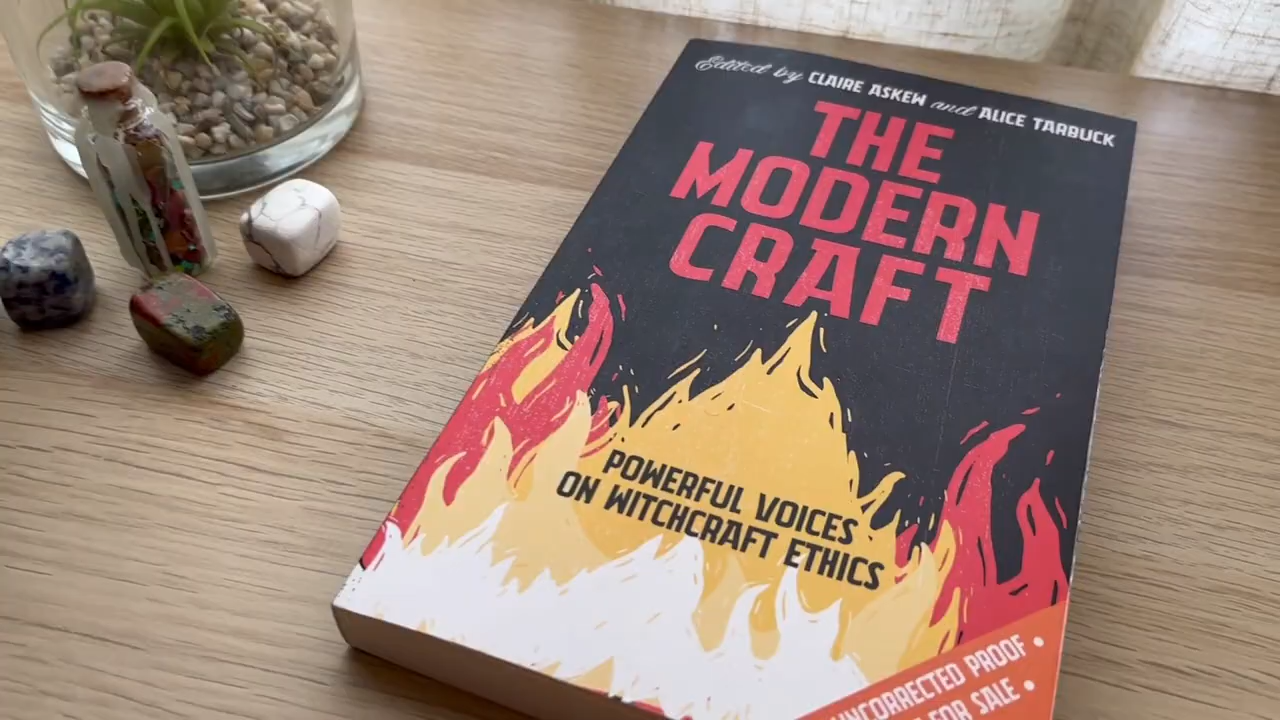 Edited by CLAIRE ASKEW and ALICE TARBUCK
THE
MODERN
CRAFT
POWERFUL VOICES
ON WITCHCRAFT ETHICS
UNCORRECTED PROOF •
FOR SALE •